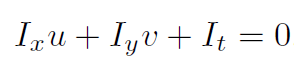 I_x u + I_y v + I_t = 0